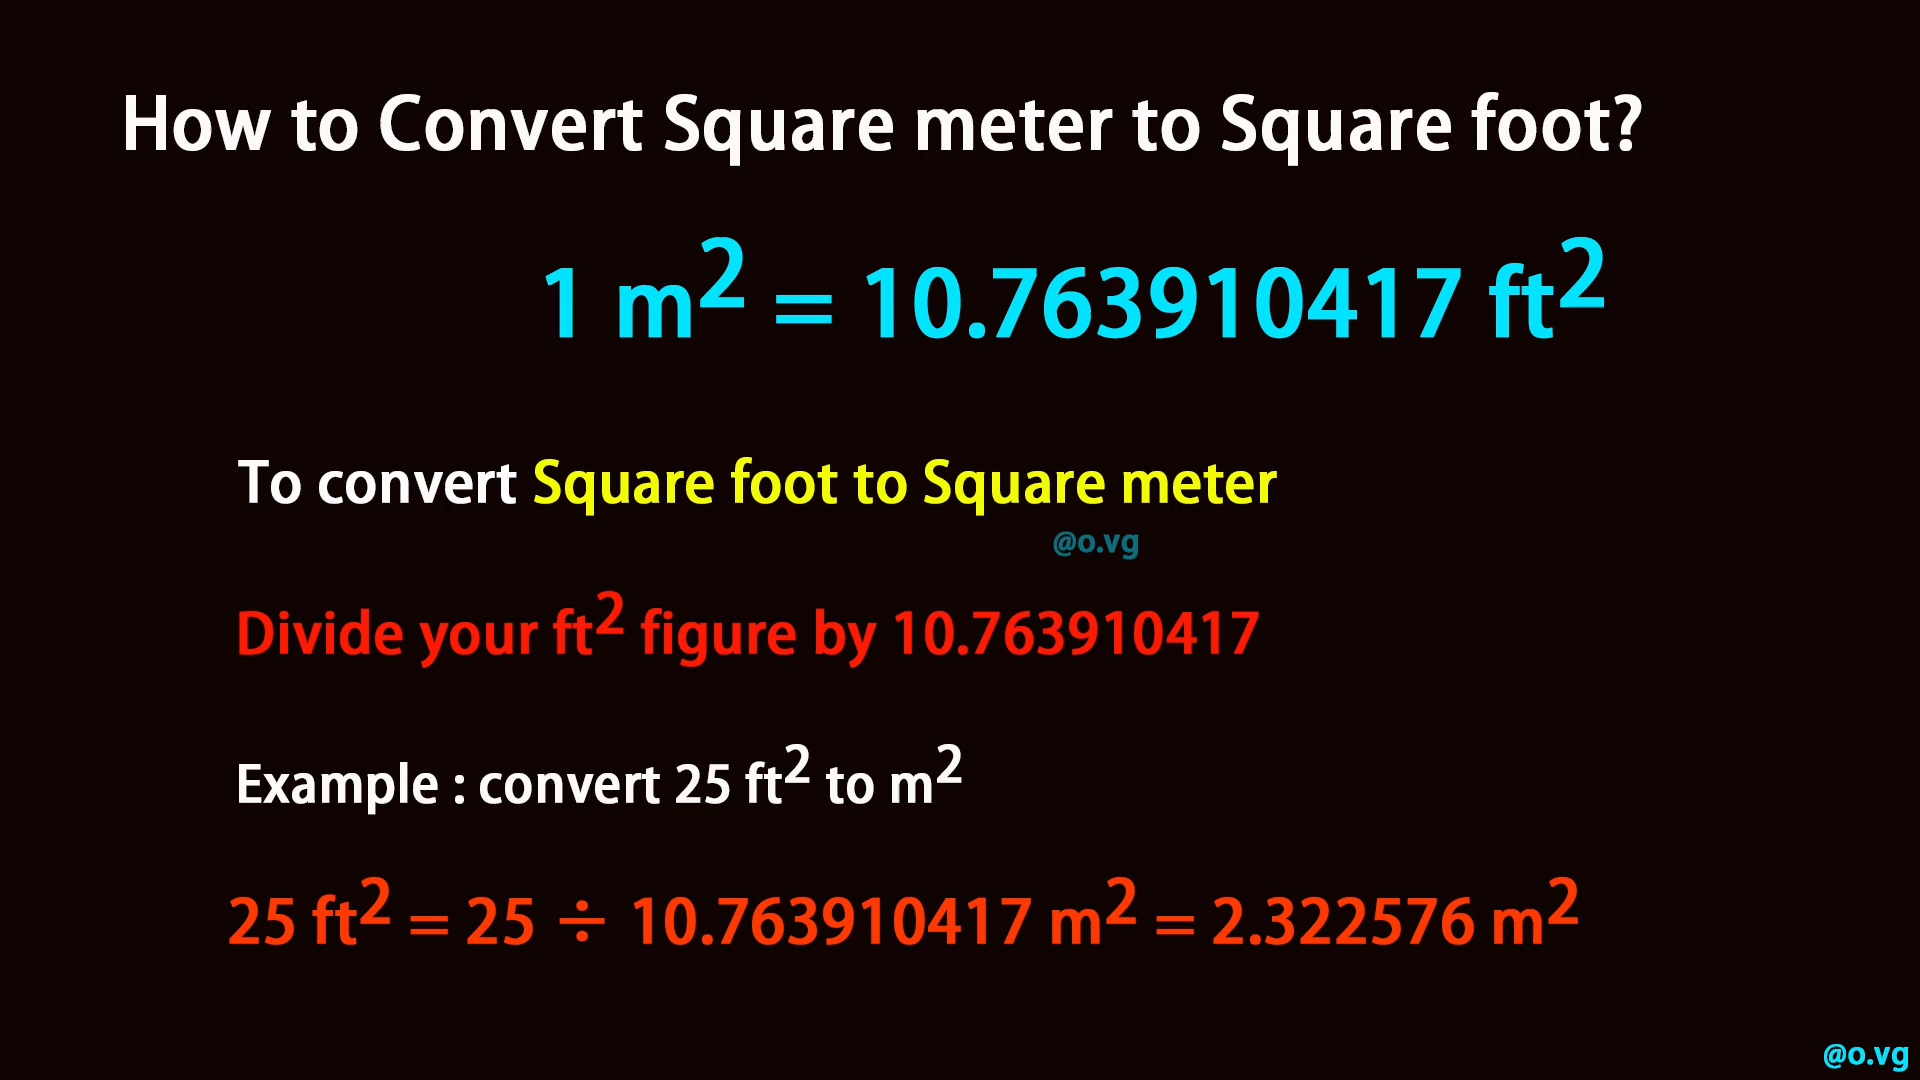 How to Convert Square meter to Square foot?
1 m² = 10.763910417 ft²
To convert Square foot to Square meter
@o.vg
Divide your ft² figure by 10.763910417
Example : convert 25 ft² to m²
25 ft² = 25 ÷ 10.763910417 m² = 2.322576 m²
@o.vg